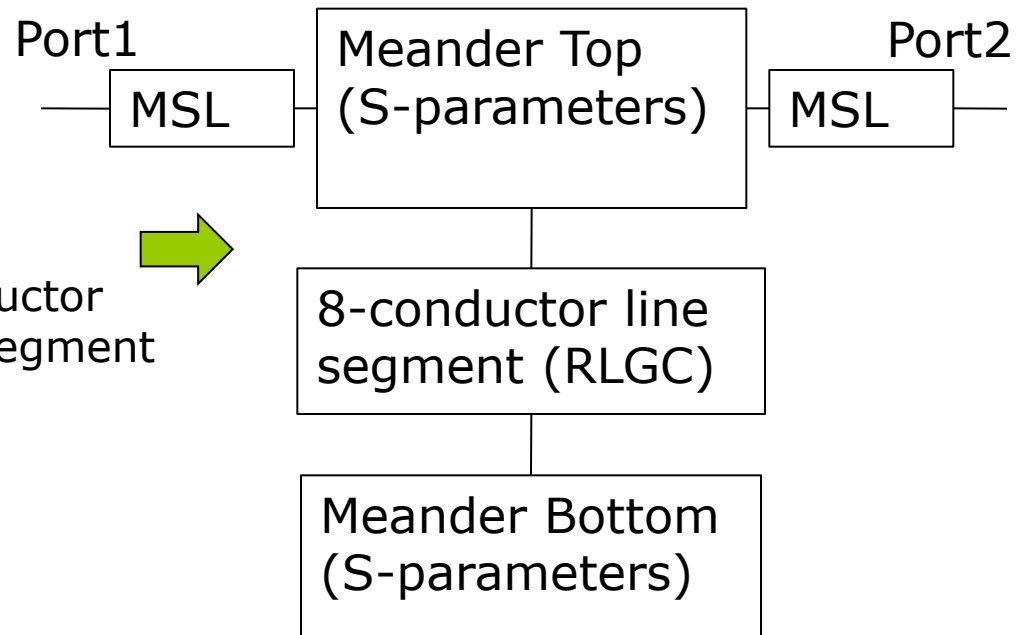 Port1
Port2
MSL
Meander Top
(S-parameters)
MSL
8-conductor line
segment (RLGC)
Meander Bottom
(S-parameters)